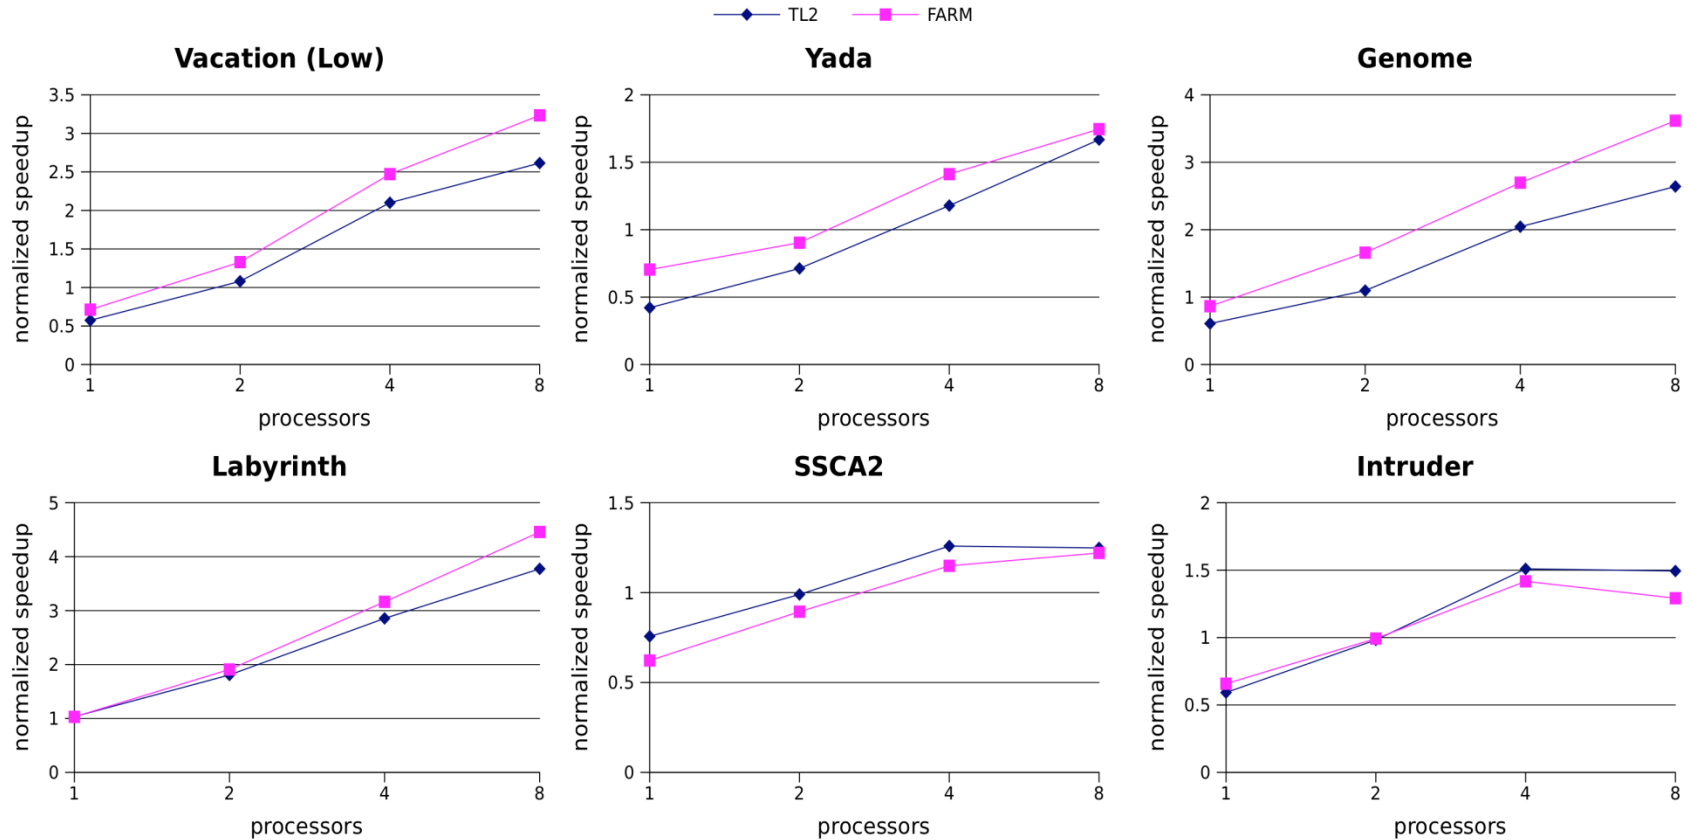 TL2 FARM
Vacation (Low)
normalized speedup
3.5
3
2.5
2
1.5
1
0.5
0
1 2 4 8
processors
Yada
normalized speedup
2
1.5
1
0.5
0
1 2 4 8
processors
Genome
normalized speedup
4
3
2
1
0
1 2 4 8
processors
Labyrinth
normalized speedup
5
4
3
2
1
0
1 2 4 8
processors
SSCA2
normalized speedup
1.5
1
0.5
0
1 2 4 8
processors
Intruder
normalized speedup
2
1.5
1
0.5
0
1 2 4 8
processors